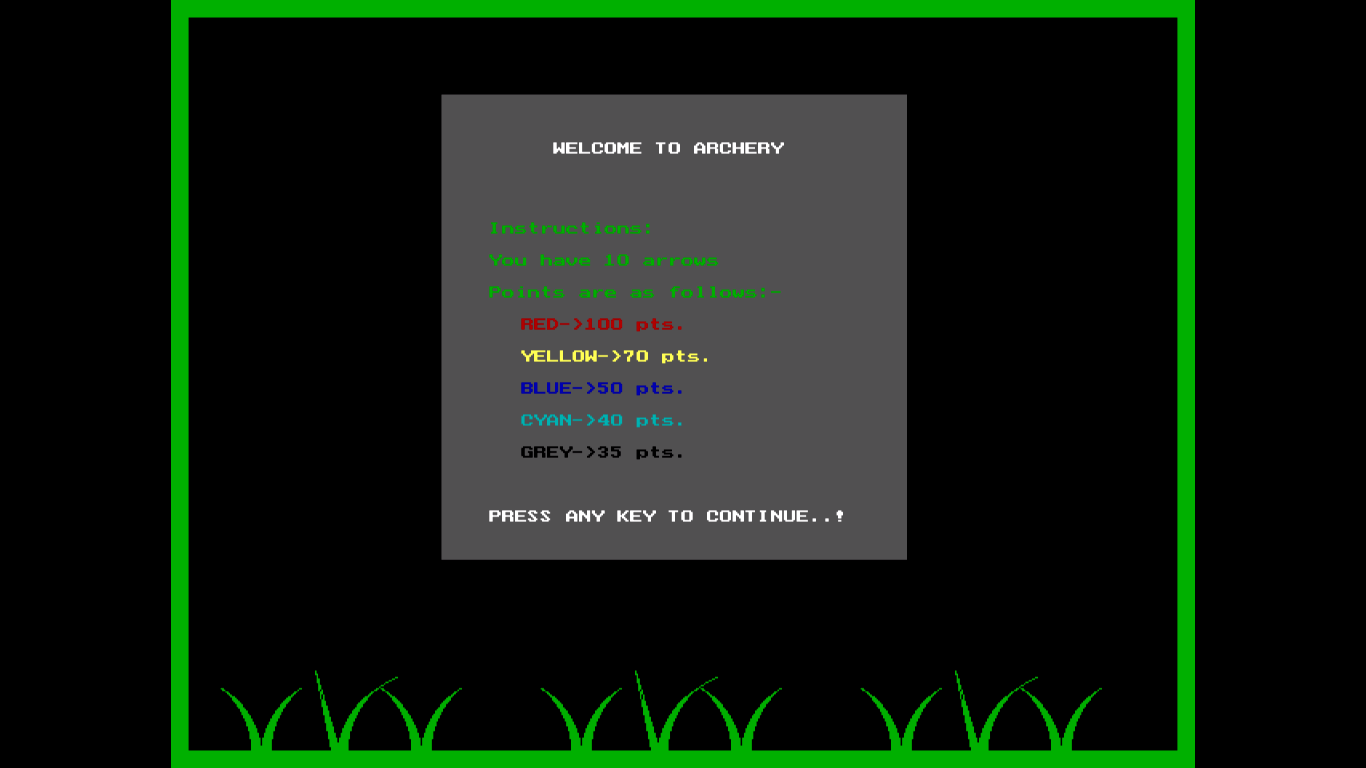 WELCOME TO ARCHERY
Instructions:
You have 10 arrows
Points are as follows:-
RED->100 pts.
YELLOW->70 pts.
BLUE->50 pts.
CYAN->40 pts.
GREY->35 pts.
PRESS ANY KEY TO CONTINUE..!